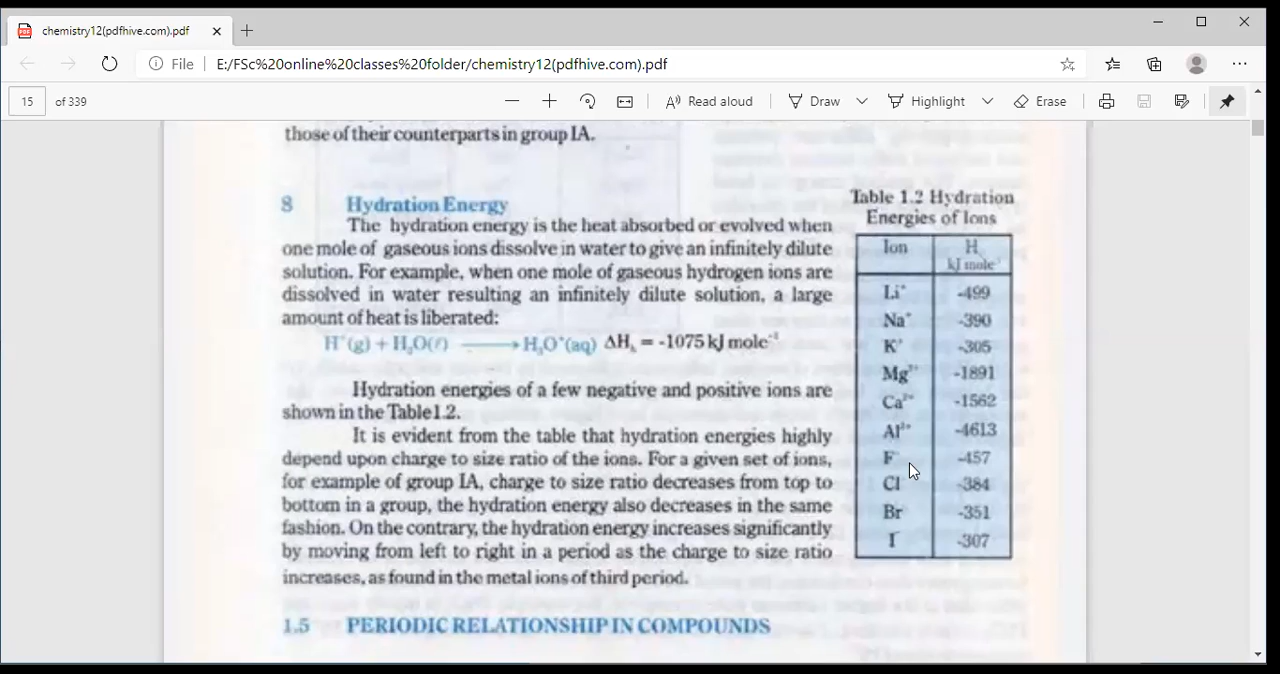 chemistry12(pdfhive.com).pdf
File E:/FSc%20online%20classes%20folder/chemistry12(pdfhive.com).pdf
15 of 339 Read aloud Draw Highlight Erase
those of their counterparts in group IA.
8 Hydration Energy
The hydration energy is the heat absorbed or evolved when
one mole of gaseous ions dissolve in water to give an infinitely dilute
solution. For example, when one mole of gaseous hydrogen ions are
dissolved in water resulting an infinitely dilute solution, a large
amount of heat is liberated:
H⁺(g) + H₂O(ℓ) ⟶ H₃O⁺(aq) ΔHₕ = -1075 kJ mole⁻¹
Hydration energies of a few negative and positive ions are
shown in the Table1.2.
It is evident from the table that hydration energies highly
depend upon charge to size ratio of the ions. For a given set of ions,
for example of group IA, charge to size ratio decreases from top to
bottom in a group, the hydration energy also decreases in the same
fashion. On the contrary, the hydration energy increases significantly
by moving from left to right in a period as the charge to size ratio
increases, as found in the metal ions of third period.
1.5 PERIODIC RELATIONSHIP IN COMPOUNDS
Table 1.2 Hydration
Energies of Ions
Ion H
kJ mole⁻
Li⁺ -499
Na⁺ -390
K⁺ -305
Mg²⁺ -1891
Ca²⁺ -1562
Al³⁺ -4613
F⁻ -457
Cl -384
Br -351
I⁻ -307